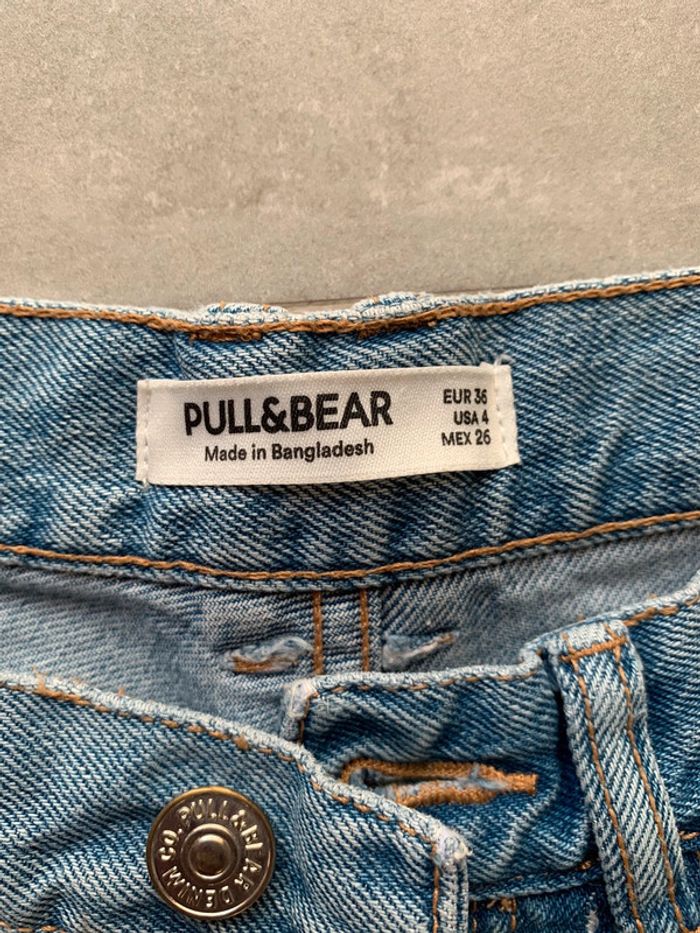 PULL&BEAR
Made in Bangladesh
EUR 36
USA 4
MEX 26
PULL&BEAR DENIM CO.